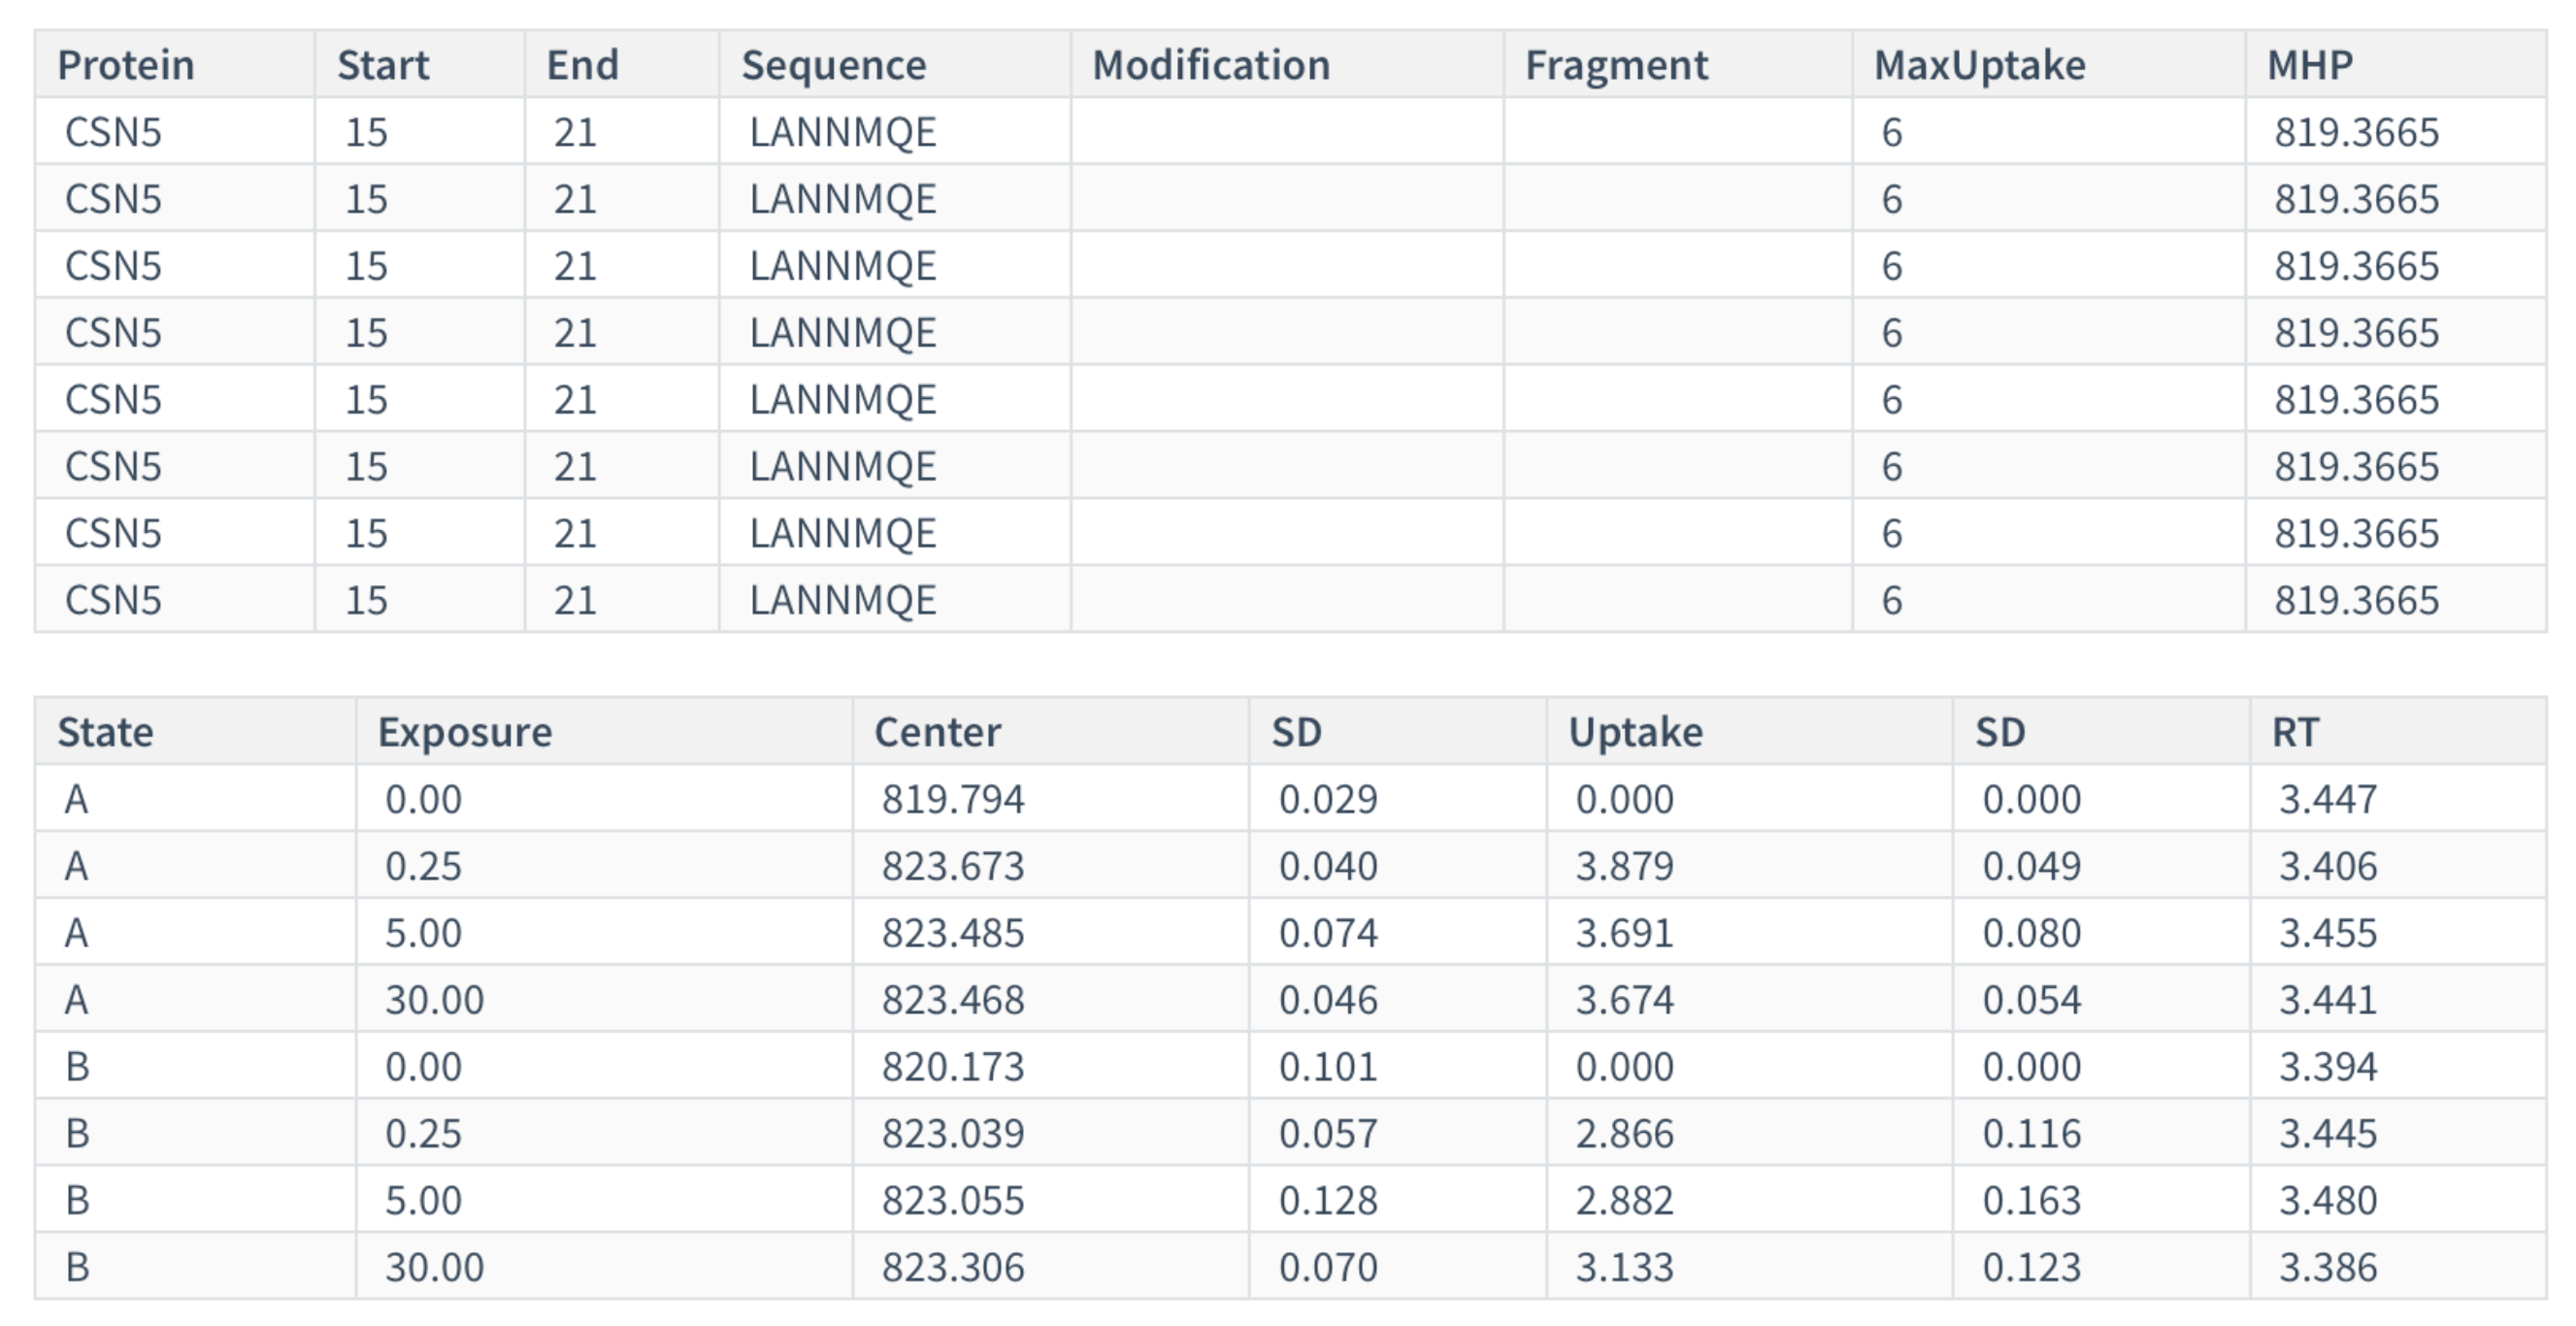 Protein Start End Sequence Modification Fragment MaxUptake MHP
CSN5 15 21 LANNMQE 6 819.3665
CSN5 15 21 LANNMQE 6 819.3665
CSN5 15 21 LANNMQE 6 819.3665
CSN5 15 21 LANNMQE 6 819.3665
CSN5 15 21 LANNMQE 6 819.3665
CSN5 15 21 LANNMQE 6 819.3665
CSN5 15 21 LANNMQE 6 819.3665
CSN5 15 21 LANNMQE 6 819.3665
State Exposure Center SD Uptake SD RT
A 0.00 819.794 0.029 0.000 0.000 3.447
A 0.25 823.673 0.040 3.879 0.049 3.406
A 5.00 823.485 0.074 3.691 0.080 3.455
A 30.00 823.468 0.046 3.674 0.054 3.441
B 0.00 820.173 0.101 0.000 0.000 3.394
B 0.25 823.039 0.057 2.866 0.116 3.445
B 5.00 823.055 0.128 2.882 0.163 3.480
B 30.00 823.306 0.070 3.133 0.123 3.386